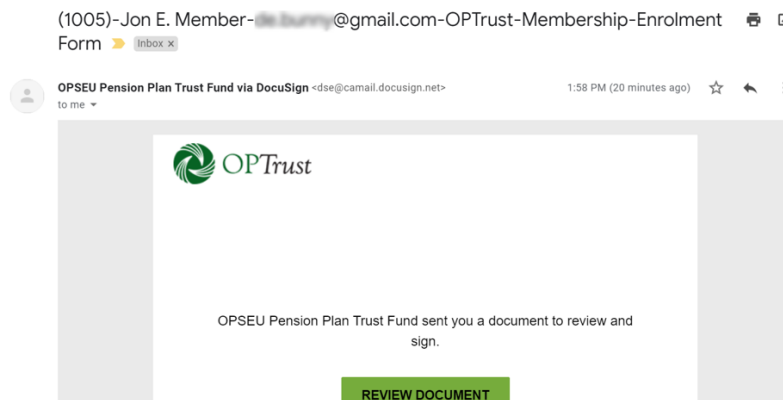 (1005)-Jon E. Member- @gmail.com-OPTrust-Membership-Enrolment
Form Inbox x
OPSEU Pension Plan Trust Fund via DocuSign <dse@camail.docusign.net> 1:58 PM (20 minutes ago)
to me
OPTrust
OPSEU Pension Plan Trust Fund sent you a document to review and
sign.
REVIEW DOCUMENT